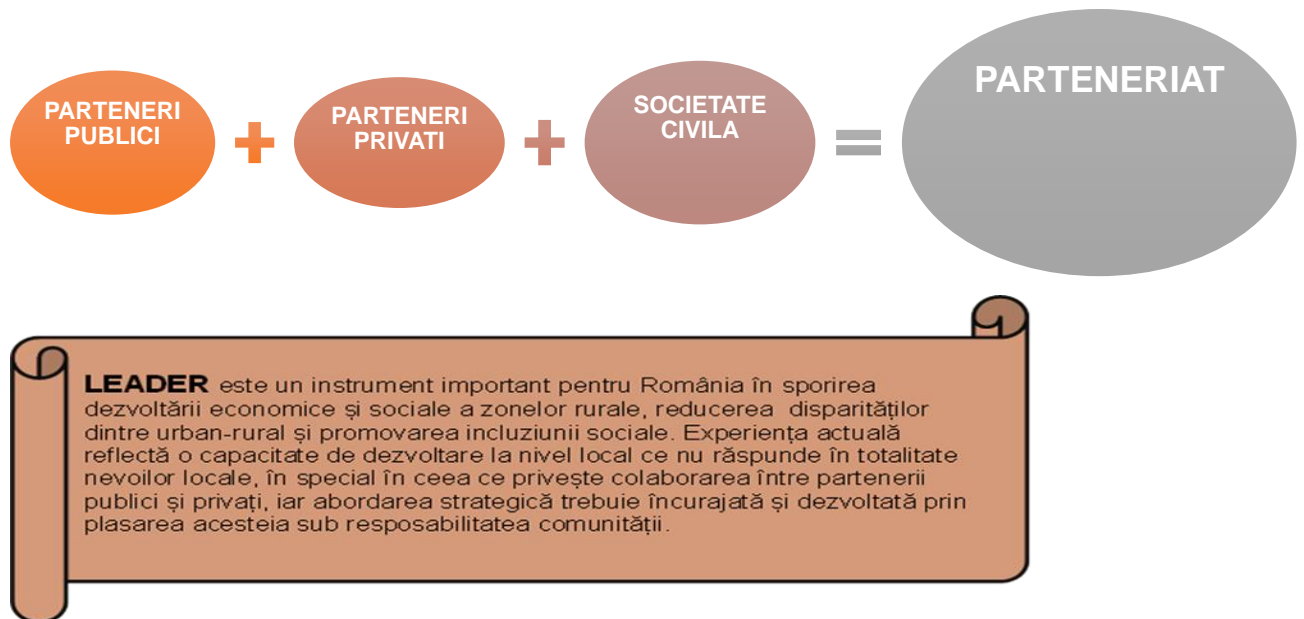 PARTENERI
PUBLICI
PARTENERI
PRIVATI
SOCIETATE
CIVILA
PARTENERIAT
LEADER este un instrument important pentru România în sporirea
dezvoltării economice și sociale a zonelor rurale, reducerea disparităților
dintre urban-rural și promovarea incluziunii sociale. Experiența actuală
reflectă o capacitate de dezvoltare la nivel local ce nu răspunde în totalitate
nevoilor locale, în special în ceea ce privește colaborarea între partenerii
publici și privați, iar abordarea strategică trebuie încurajată și dezvoltată prin
plasarea acesteia sub resposabilitatea comunității.